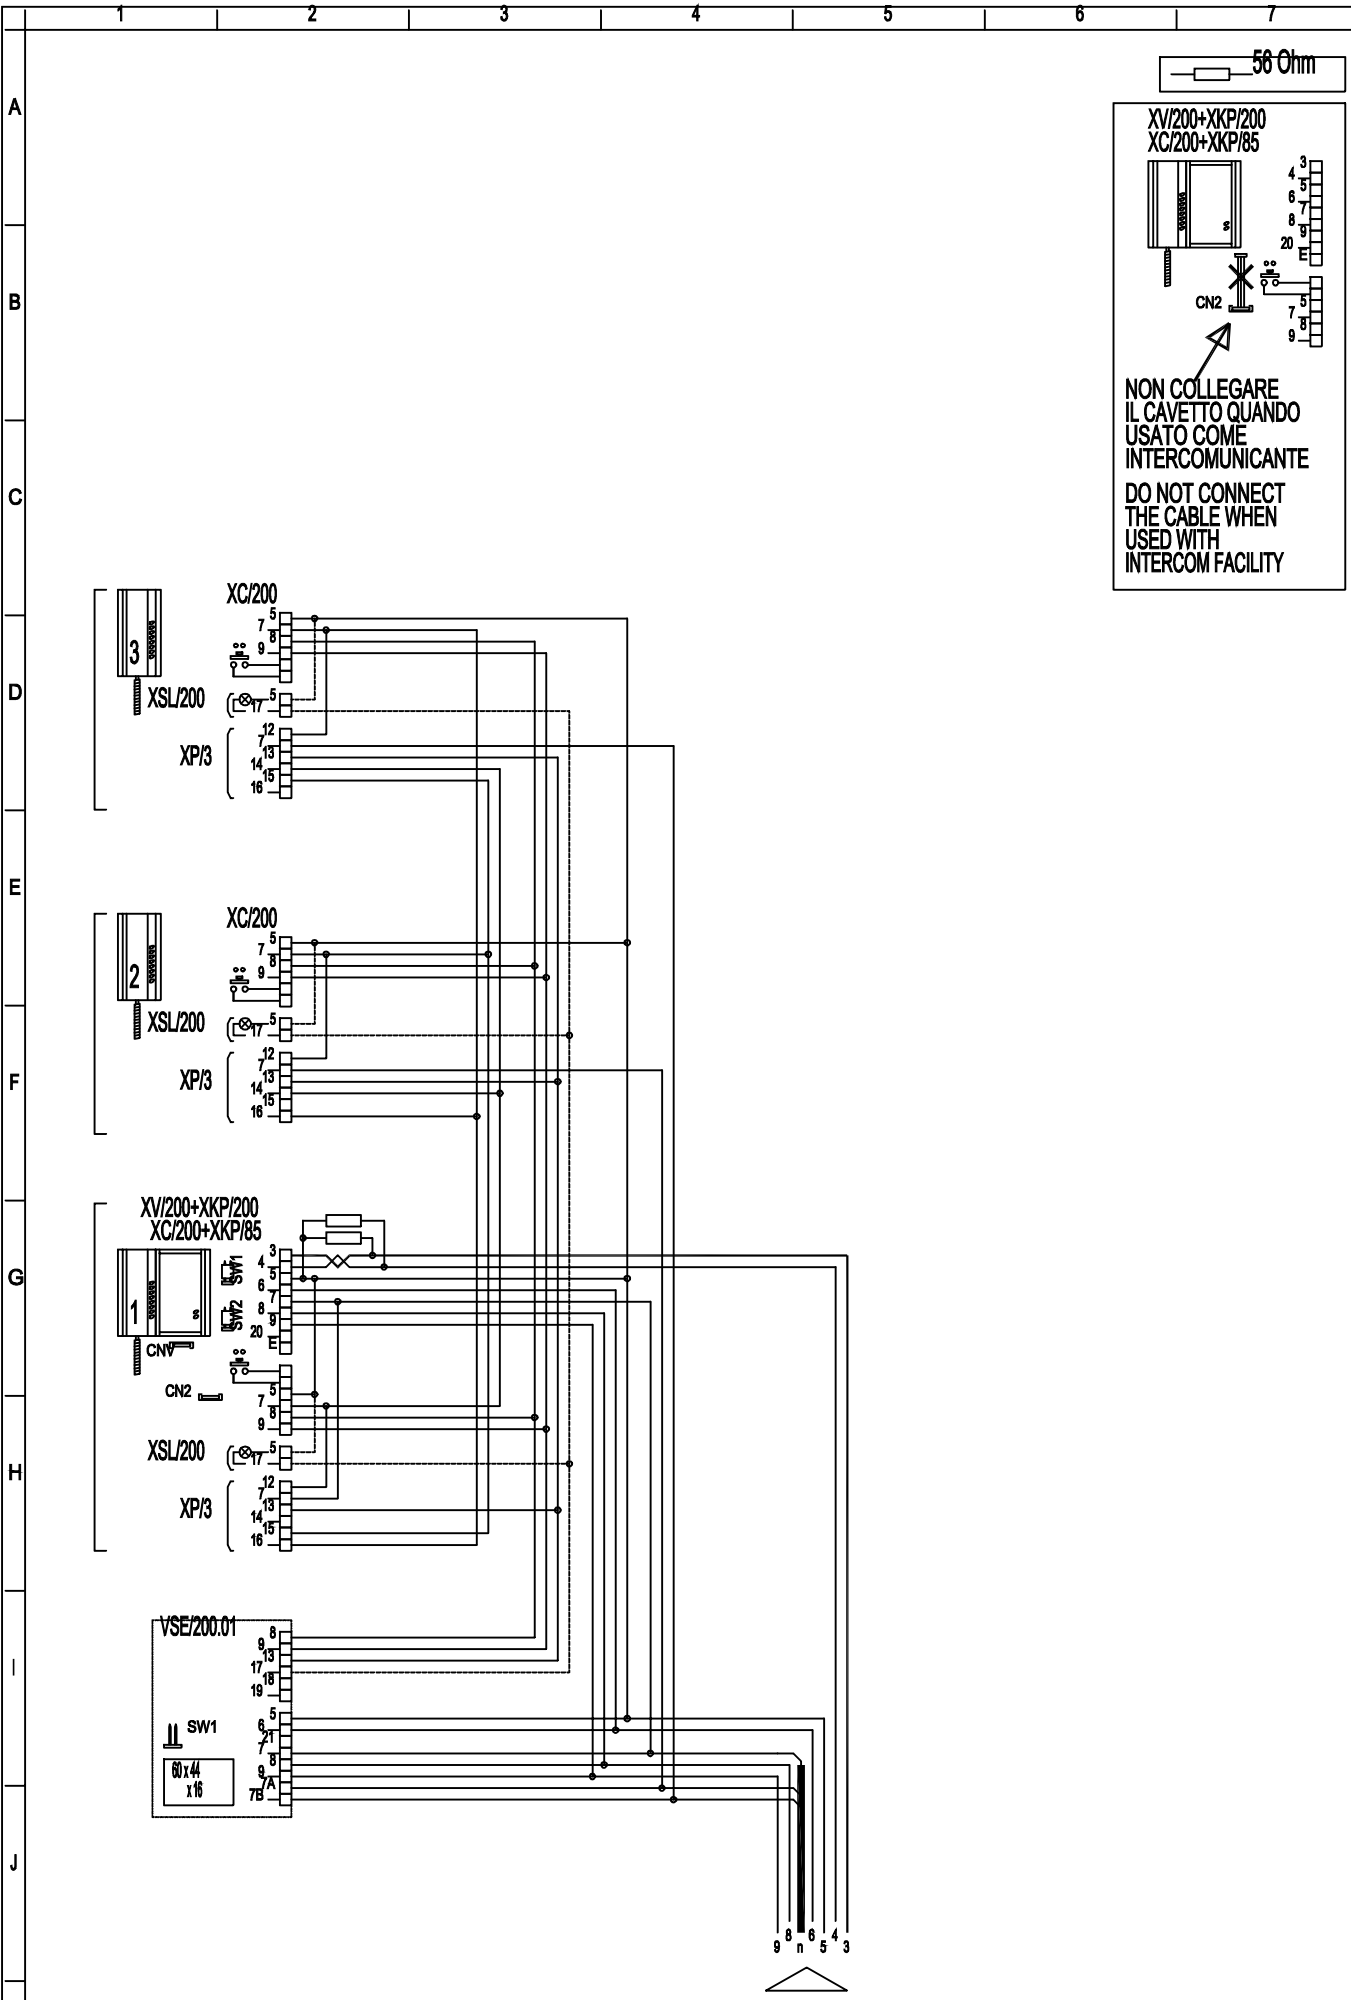 1 2 3 4 5 6 7
56 Ohm
A
XV/200+XKP/200
XC/200+XKP/85
3
4
5
6
7
8
9
20
E
B
CN2
5
7
8
9
NON COLLEGARE
IL CAVETTO QUANDO
USATO COME
INTERCOMUNICANTE
C
DO NOT CONNECT
THE CABLE WHEN
USED WITH
INTERCOM FACILITY
XC/200
5
7
8
9
3
D
XSL/200
5
17
XP/3
12
7
13
14
15
16
E
XC/200
5
7
8
9
2
XSL/200
5
17
F
XP/3
12
7
13
14
15
16
XV/200+XKP/200
XC/200+XKP/85
G
SW1
SW2
3
4
5
6
7
8
9
20
E
1
CNV
CN2
5
7
8
9
H
XSL/200
5
17
XP/3
12
7
13
14
15
16
VSE/200.01
I
8
9
13
17
18
19
SW1
5
6
21
7
8
9
7A
7B
60 x 44
x 16
J
9 8 n 6 5 4 3